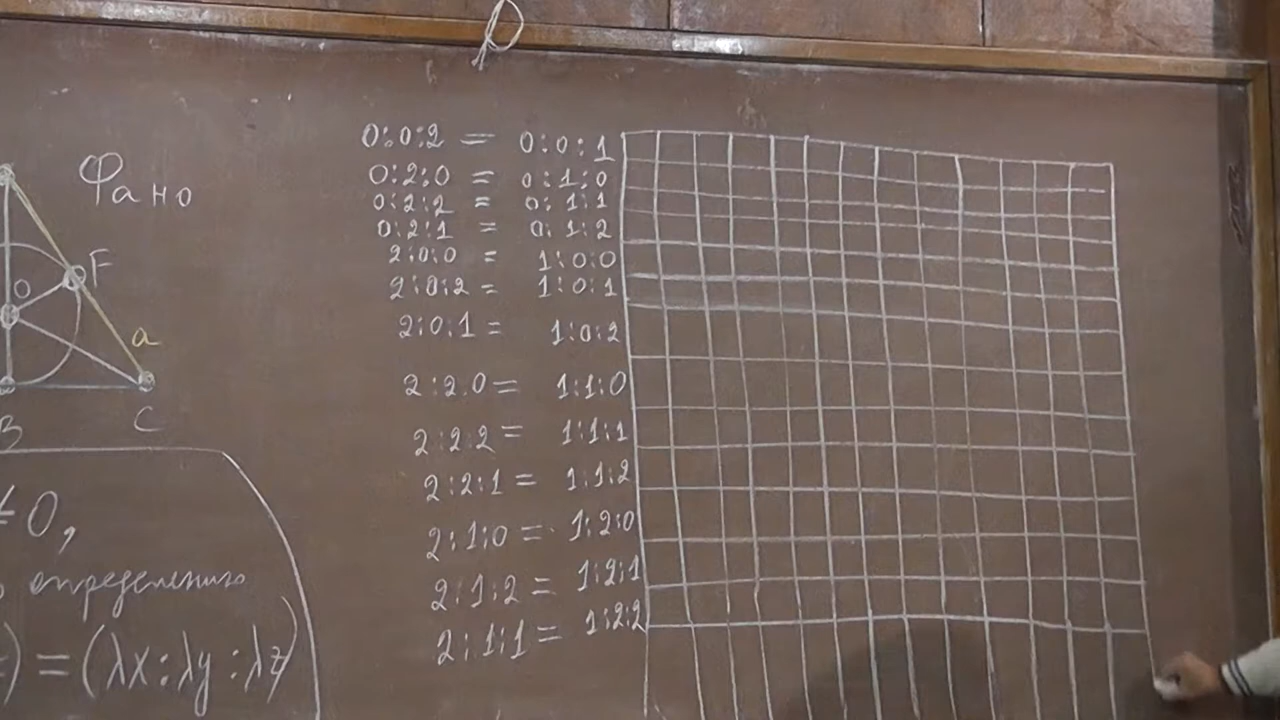 Фано
F
O
a
B
C
≠ 0,
определению
) = (λx : λy : λz)
0:0:2 = 0:0:1
0:2:0 = 0:1:0
0:2:2 = 0:1:1
0:2:1 = 0:1:2
2:0:0 = 1:0:0
2:0:2 = 1:0:1
2:0:1 = 1:0:2
2:2:0 = 1:1:0
2:2:2 = 1:1:1
2:2:1 = 1:1:2
2:1:0 = 1:2:0
2:1:2 = 1:2:1
2:1:1 = 1:2:2